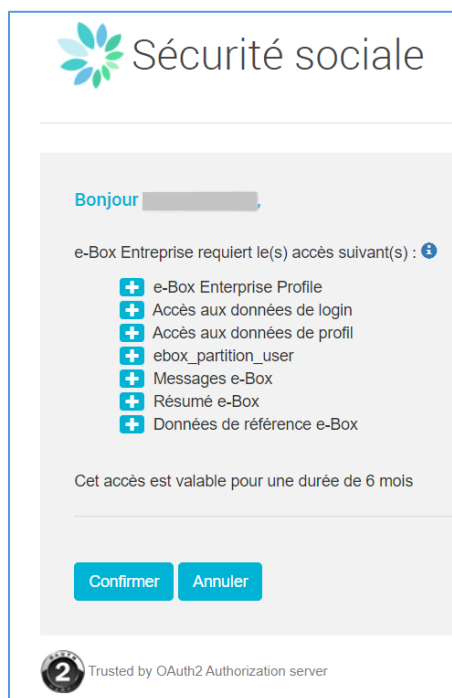 Sécurité sociale
Bonjour ,
e-Box Entreprise requiert le(s) accès suivant(s) :
e-Box Enterprise Profile
Accès aux données de login
Accès aux données de profil
ebox_partition_user
Messages e-Box
Résumé e-Box
Données de référence e-Box
Cet accès est valable pour une durée de 6 mois
Confirmer Annuler
2 Trusted by OAuth2 Authorization server